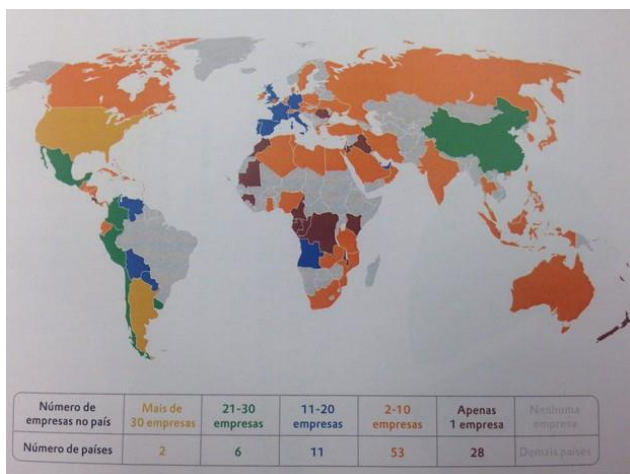 Número de
empresas no país
Mais de
30 empresas
21-30
empresas
11-20
empresas
2-10
empresas
Apenas
1 empresa
Nenhuma
empresa
Número de países
2
6
11
53
28
Demais países